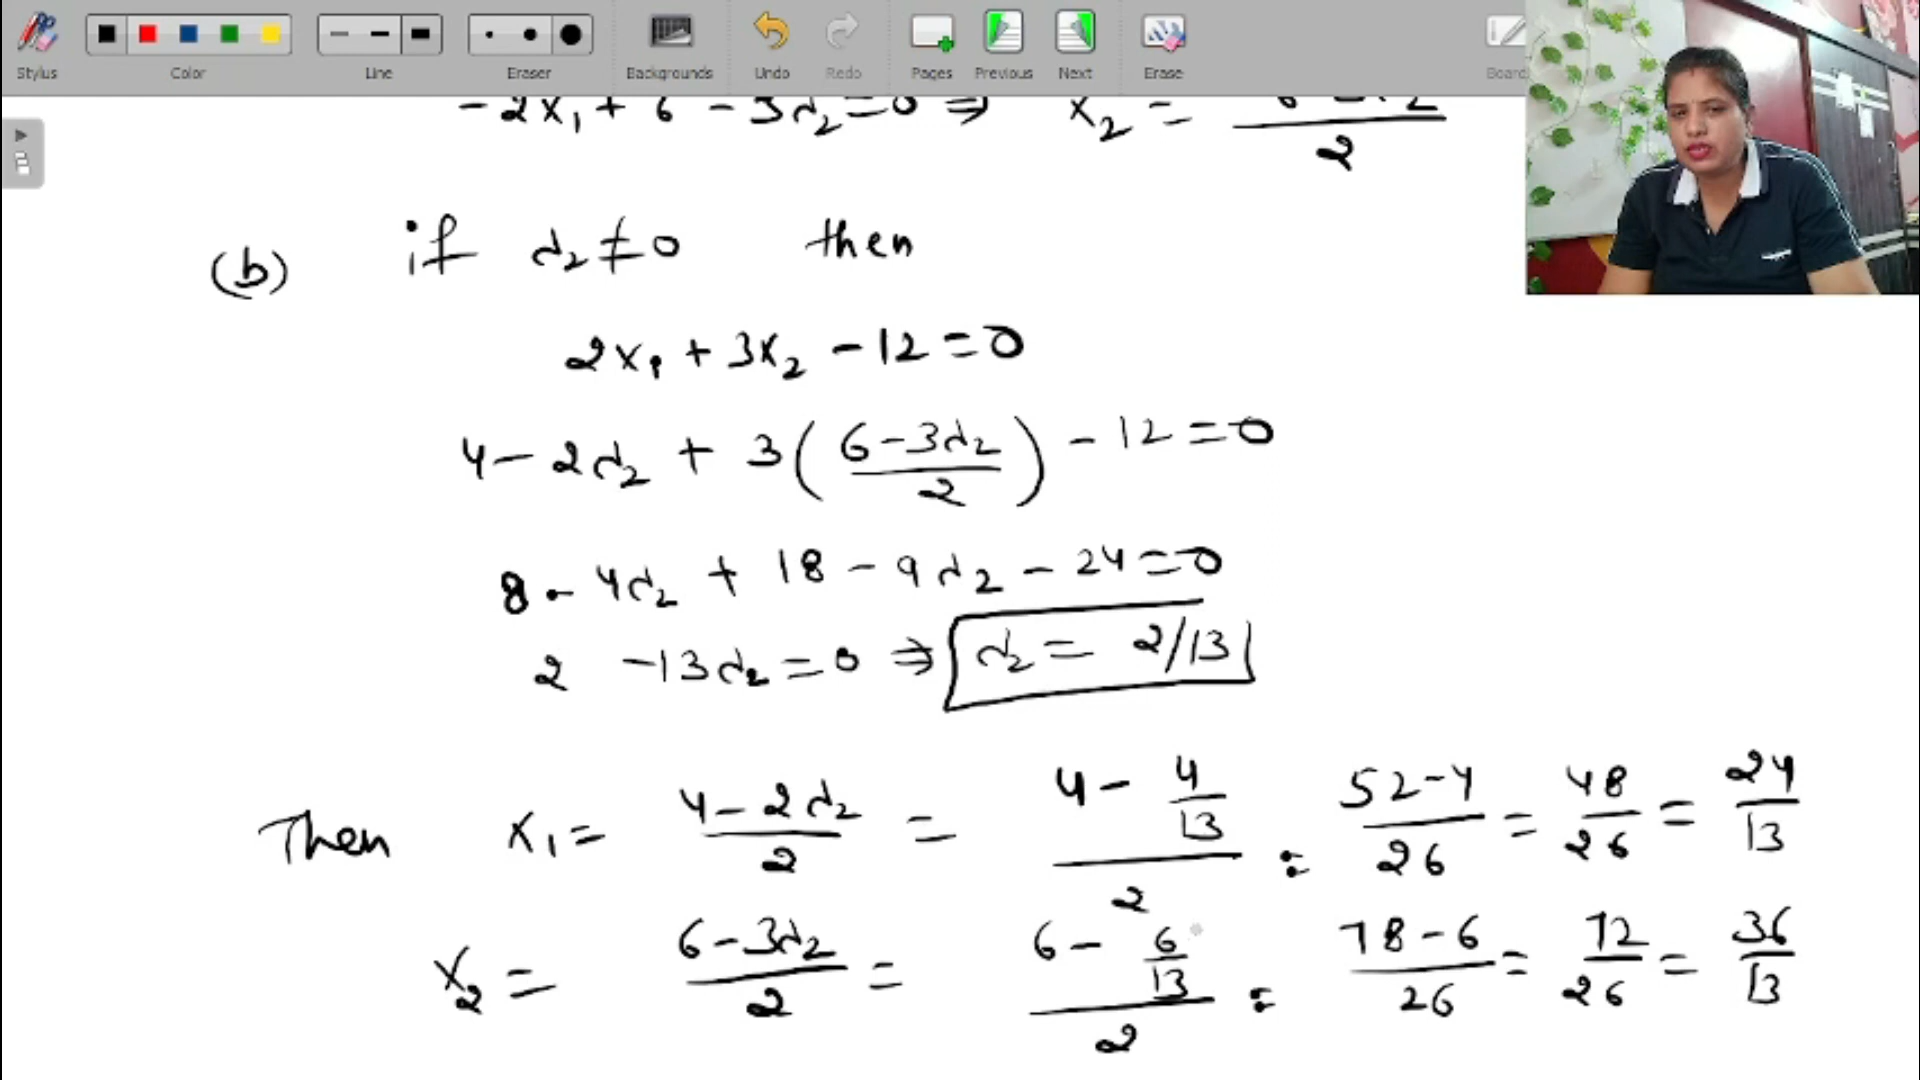 Stylus Color Line Eraser Backgrounds Undo Redo Pages Previous Next Erase Board
-2x₁ + 6 - 3λ₂ = 0 ⇒ x₂ = / 2
(b) if λ₂ ≠ 0 then
2x₁ + 3x₂ - 12 = 0
4 - 2λ₂ + 3((6 - 3λ₂)/2) - 12 = 0
8 - 4λ₂ + 18 - 9λ₂ - 24 = 0
2 - 13λ₂ = 0 ⇒ λ₂ = 2/13
Then x₁ = (4 - 2λ₂)/2 = (4 - 4/13)/2 = (52 - 4)/26 = 48/26 = 24/13
x₂ = (6 - 3λ₂)/2 = (6 - 6/13)/2 = (78 - 6)/26 = 72/26 = 36/13